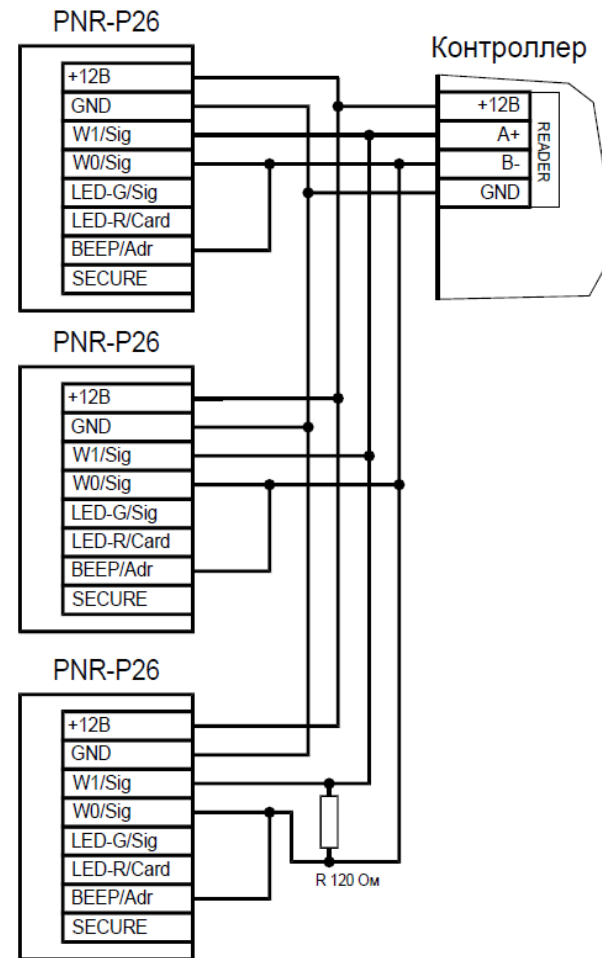 PNR-P26
+12В
GND
W1/Sig
W0/Sig
LED-G/Sig
LED-R/Card
BEEP/Adr
SECURE
Контроллер
+12В
A+
B-
GND
READER
PNR-P26
+12В
GND
W1/Sig
W0/Sig
LED-G/Sig
LED-R/Card
BEEP/Adr
SECURE
PNR-P26
+12В
GND
W1/Sig
W0/Sig
LED-G/Sig
LED-R/Card
BEEP/Adr
SECURE
R 120 Ом